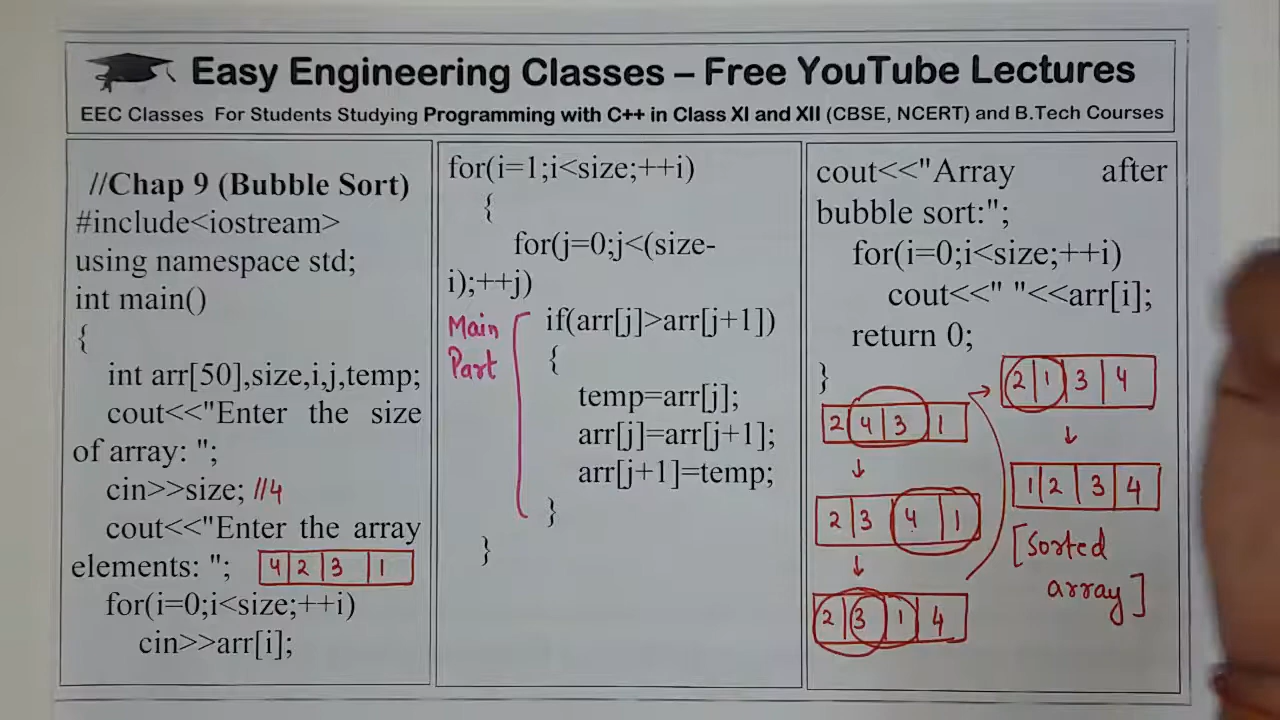 Easy Engineering Classes – Free YouTube Lectures
EEC Classes For Students Studying Programming with C++ in Class XI and XII (CBSE, NCERT) and B.Tech Courses
//Chap 9 (Bubble Sort)
#include<iostream>
using namespace std;
int main()
{
int arr[50],size,i,j,temp;
cout<<"Enter the size
of array: ";
cin>>size; //4
cout<<"Enter the array
elements: "; 4 2 3 1
for(i=0;i<size;++i)
cin>>arr[i];
for(i=1;i<size;++i)
{
for(j=0;j<(size-
i);++j)
Main
Part
if(arr[j]>arr[j+1])
{
temp=arr[j];
arr[j]=arr[j+1];
arr[j+1]=temp;
}
}
cout<<"Array after
bubble sort:";
for(i=0;i<size;++i)
cout<<" "<<arr[i];
return 0;
}
2 4 3 1
2 3 4 1
2 3 1 4
2 1 3 4
1 2 3 4
[Sorted
array]